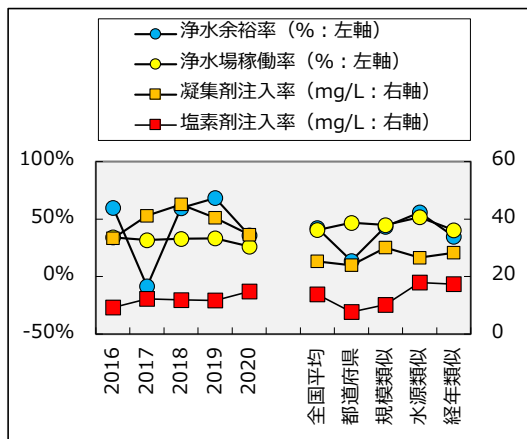 浄水余裕率（%：左軸）
浄水場稼働率（%：左軸）
凝集剤注入率（mg/L：右軸）
塩素剤注入率（mg/L：右軸）
100%
60
50%
40
0%
20
-50%
0
2016
2017
2018
2019
2020
全国平均
都道府県
規模類似
水源類似
経年類似